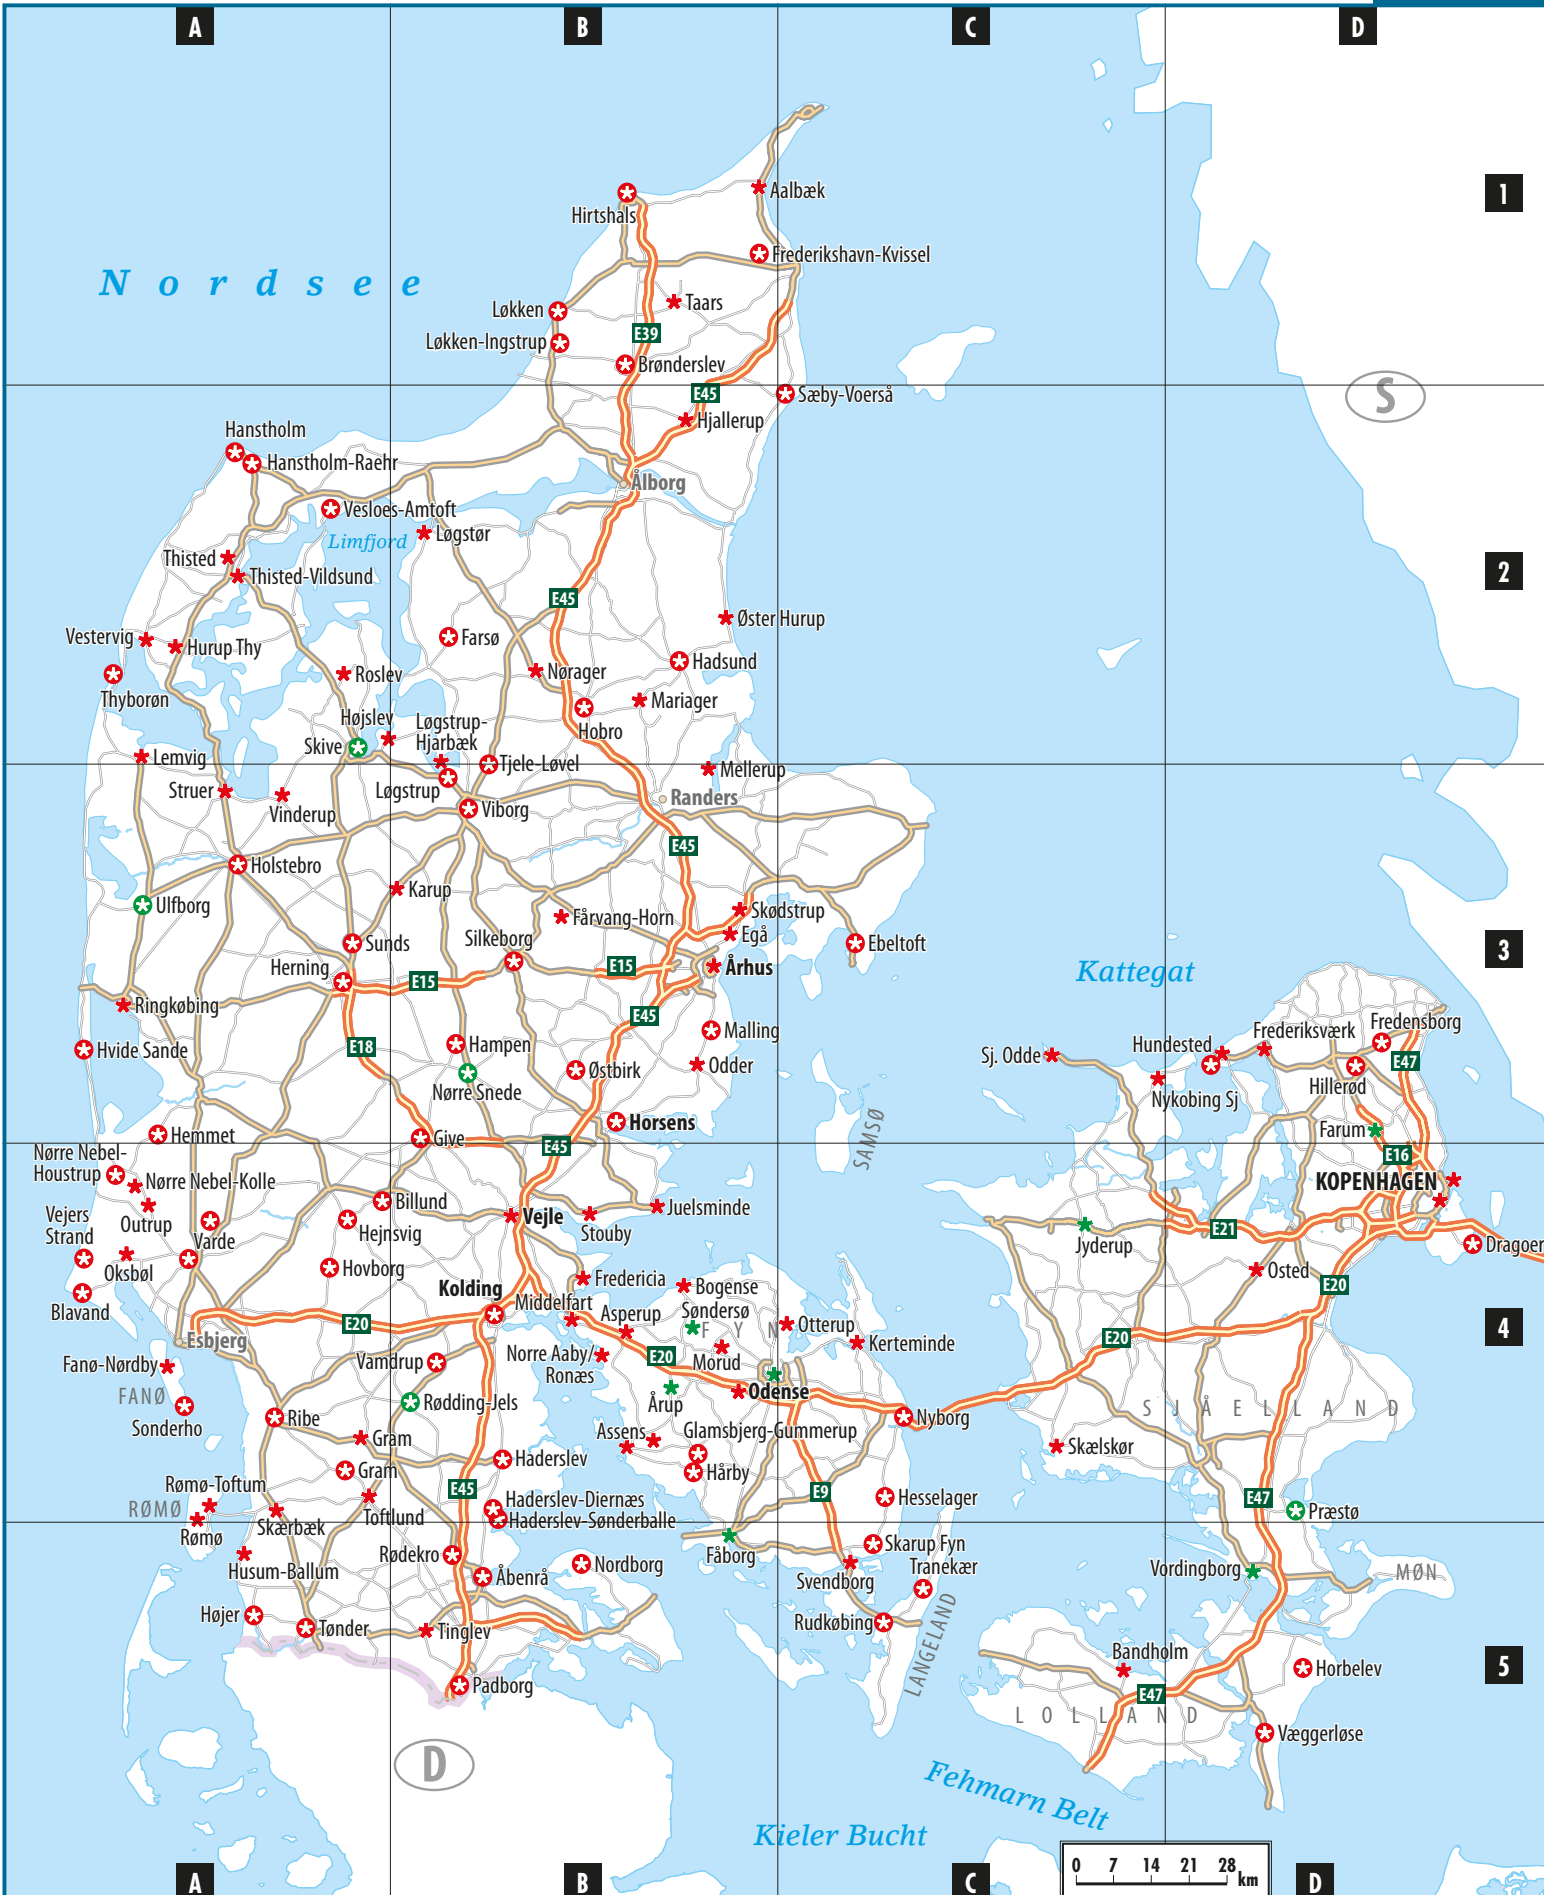 A
B
C
D
1
Aalbæk
Hirtshals
Frederikshavn-Kvissel
Nordsee
Taars
Løkken
E39
Løkken-Ingstrup
Brønderslev
E45
Sæby-Voerså
S
Hjallerup
Hanstholm
Hanstholm-Raehr
Ålborg
Vesloes-Amtoft
Limfjord
Løgstør
Thisted
Thisted-Vildsund
2
E45
Øster Hurup
Vestervig
Hurup Thy
Farsø
Hadsund
Roslev
Nørager
Thyborøn
Mariager
Højslev
Løgstrup-
Hjarbæk
Hobro
Skive
Lemvig
Tjele-Løvel
Mellerup
Struer
Løgstrup
Randers
Vinderup
Viborg
E45
Holstebro
Karup
Ulfborg
Fårvang-Horn
Skødstrup
Egå
Sunds
Silkeborg
Ebeltoft
3
Herning
E15
E15
Århus
Kattegat
Ringkøbing
E45
Malling
Fredensborg
Frederiksværk
Hvide Sande
E18
Hampen
Hundested
Sj. Odde
E47
Østbirk
Odder
Hillerød
Nørre Snede
Nykobing Sj
SAMSØ
Horsens
Farum
Hemmet
Give
E45
E16
Nørre Nebel-
Houstrup
Nørre Nebel-Kolle
KOPENHAGEN
Billund
Juelsminde
Vejers
Strand
Outrup
Hejnsvig
Vejle
Stouby
E21
Varde
Jyderup
Dragoer
Oksbøl
Hovborg
Osted
Fredericia
Blavand
Kolding
Bogense
E20
Middelfart
Asperup
Søndersø
E20
FYN
Otterup
E20
4
Esbjerg
Kerteminde
Norre Aaby/
Ronæs
E20
Morud
Fanø-Nørdby
Vamdrup
FANØ
Rødding-Jels
Årup
Odense
SJÅELLAND
Sonderho
Ribe
Nyborg
Assens
Glamsbjerg-Gummerup
Gram
Skælskør
Haderslev
Gram
Hårby
Rømø-Toftum
E45
E9
Hesselager
E47
RØMØ
Haderslev-Diernæs
Præstø
Rømø
Skærbæk
Toftlund
Haderslev-Sønderballe
Skarup Fyn
Rødekro
Fåborg
Tranekær
Husum-Ballum
Nordborg
Vordingborg
MØN
Åbenrå
Svendborg
Højer
Tønder
Tinglev
Rudkøbing
LANGELAND
Bandholm
Horbelev
5
Padborg
E47
LOLLAND
Væggerløse
D
Fehmarn Belt
Kieler Bucht
0 7 14 21 28 km
A
B
C
D